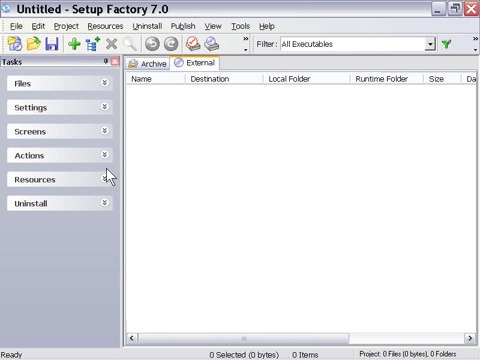 Untitled - Setup Factory 7.0
File Edit Project Resources Uninstall Publish View Tools Help
Filter: All Executables
Tasks
Archive External
Name Destination Local Folder Runtime Folder Size Da
Files
Settings
Screens
Actions
Resources
Uninstall
Ready 0 Selected (0 bytes) 0 Items Project: 0 Files (0 bytes), 0 Folders